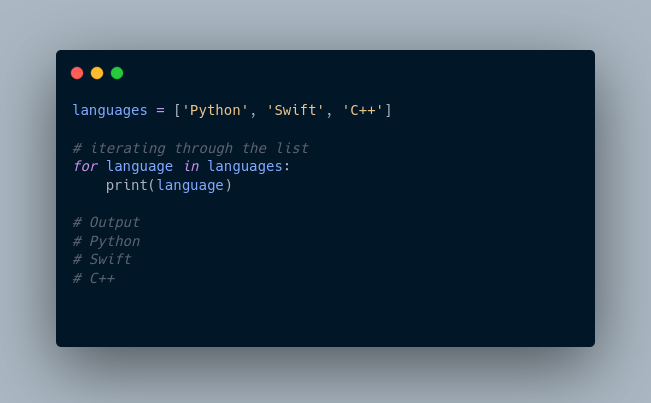 languages = ['Python', 'Swift', 'C++']
# iterating through the list
for language in languages:
    print(language)
# Output
# Python
# Swift
# C++